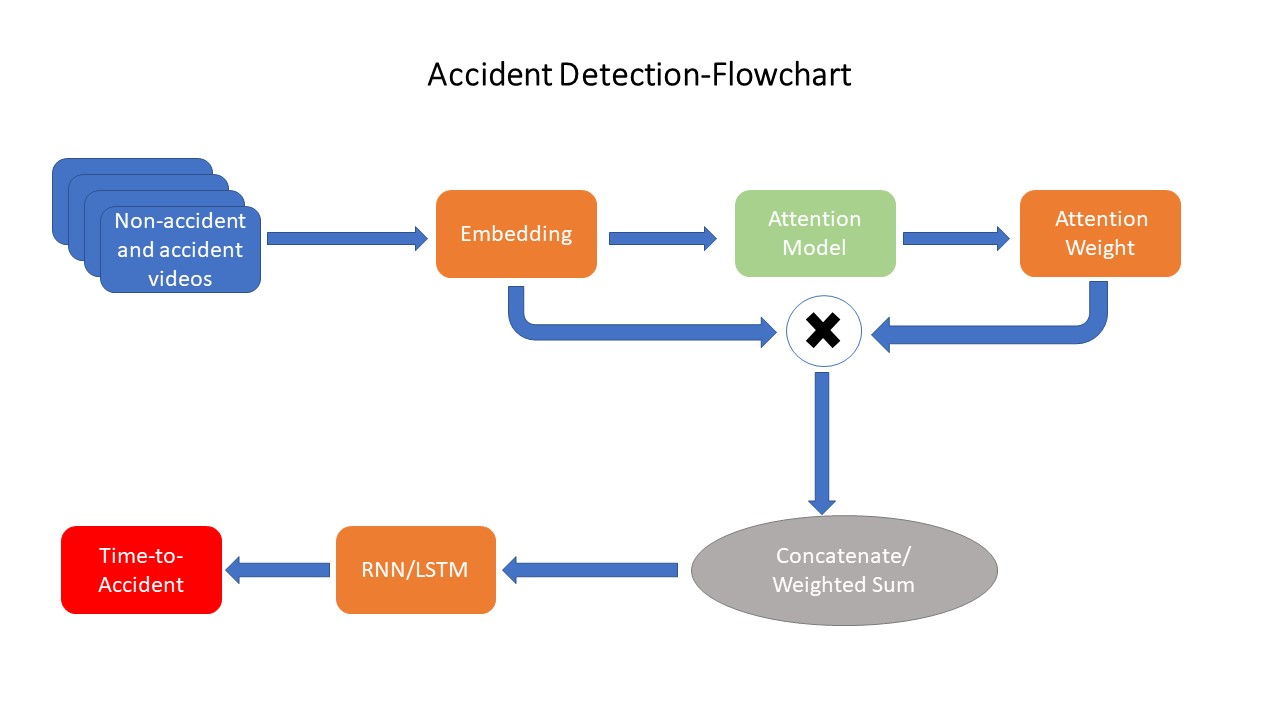 Accident Detection-Flowchart
Non-accident
and accident
videos
Embedding
Attention
Model
Attention
Weight
Time-to-
Accident
RNN/LSTM
Concatenate/
Weighted Sum